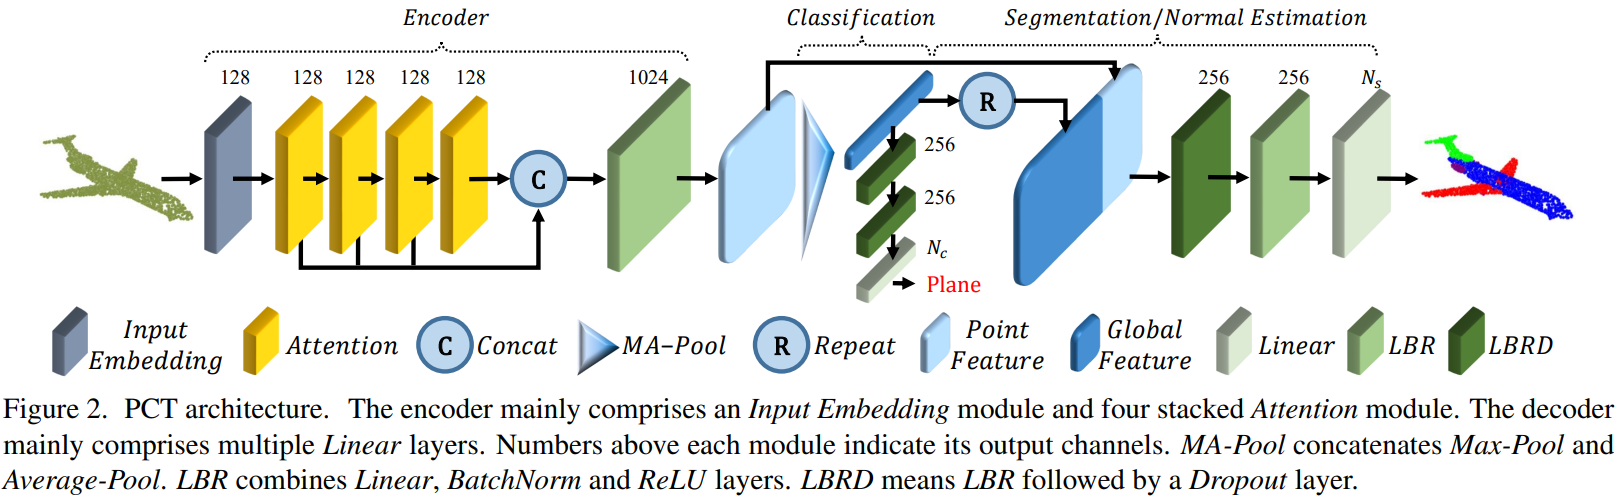 Encoder
Classification
Segmentation/Normal Estimation
128
128
128
128
128
1024
256
256
N_s
C
R
256
256
N_c
Plane
Input
Embedding
Attention
C
Concat
MA−Pool
R
Repeat
Point
Feature
Global
Feature
Linear
LBR
LBRD
Figure 2. PCT architecture. The encoder mainly comprises an Input Embedding module and four stacked Attention module. The decoder
mainly comprises multiple Linear layers. Numbers above each module indicate its output channels. MA-Pool concatenates Max-Pool and
Average-Pool. LBR combines Linear, BatchNorm and ReLU layers. LBRD means LBR followed by a Dropout layer.